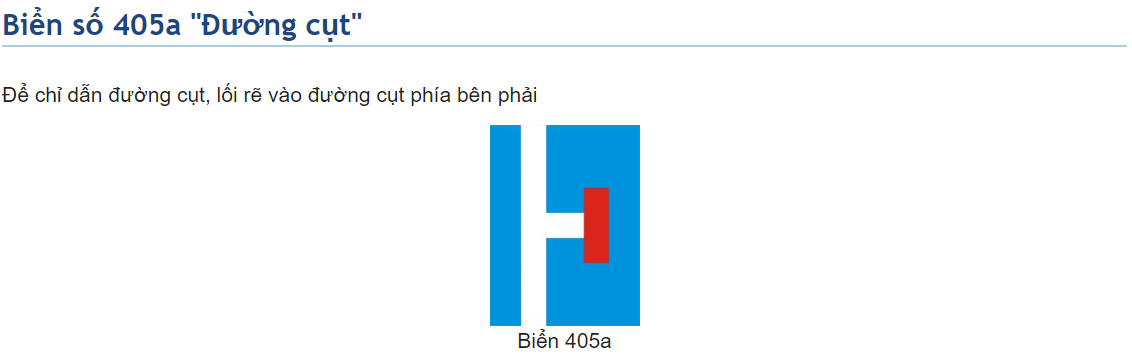 Biển số 405a "Đường cụt"
Để chỉ dẫn đường cụt, lối rẽ vào đường cụt phía bên phải
Biển 405a